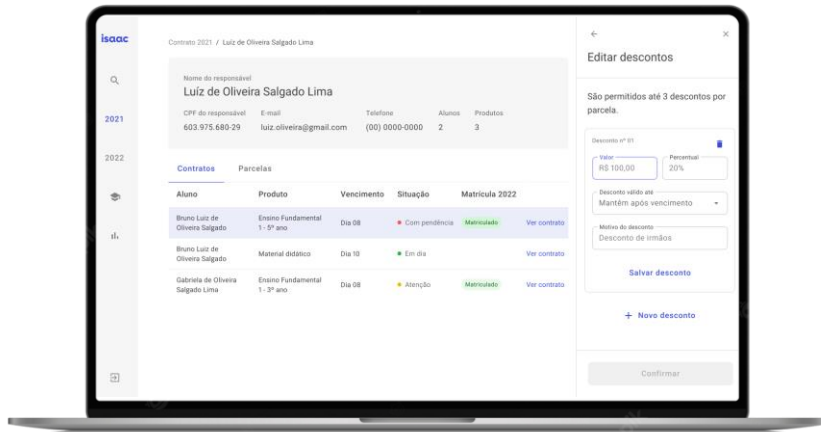 isaac
2021
2022
Contrato 2021 / Luiz de Oliveira Salgado Lima
Nome do responsável
Luíz de Oliveira Salgado Lima
CPF do responsável E-mail Telefone Alunos Produtos
603.975.680-29 luiz.oliveira@gmail.com (00) 0000-0000 2 3
Contratos Parcelas
Aluno Produto Vencimento Situação Matrícula 2022
Bruno Luiz de Oliveira Salgado
Ensino Fundamental 1 - 5º ano
Dia 08 Com pendência Matriculado Ver contrato
Bruno Luiz de Oliveira Salgado
Material didático Dia 10 Em dia Ver contrato
Gabriela de Oliveira Salgado Lima
Ensino Fundamental 1 - 3º ano
Dia 08 Atenção Matriculado Ver contrato
Editar descontos
São permitidos até 3 descontos por
parcela.
Desconto nº 01
Valor Percentual
R$ 100,00 20%
Desconto válido até
Mantém após vencimento
Motivo do desconto
Desconto de irmãos
Salvar desconto
+ Novo desconto
Confirmar